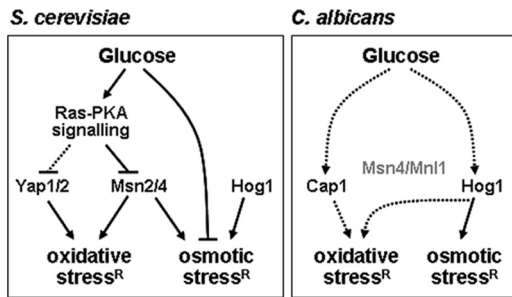 S. cerevisiae
C. albicans
Glucose
Ras-PKA
signalling
Yap1/2
Msn2/4
Hog1
oxidative
stressᴿ
osmotic
stressᴿ
Glucose
Msn4/Mnl1
Cap1
Hog1
oxidative
stressᴿ
osmotic
stressᴿ